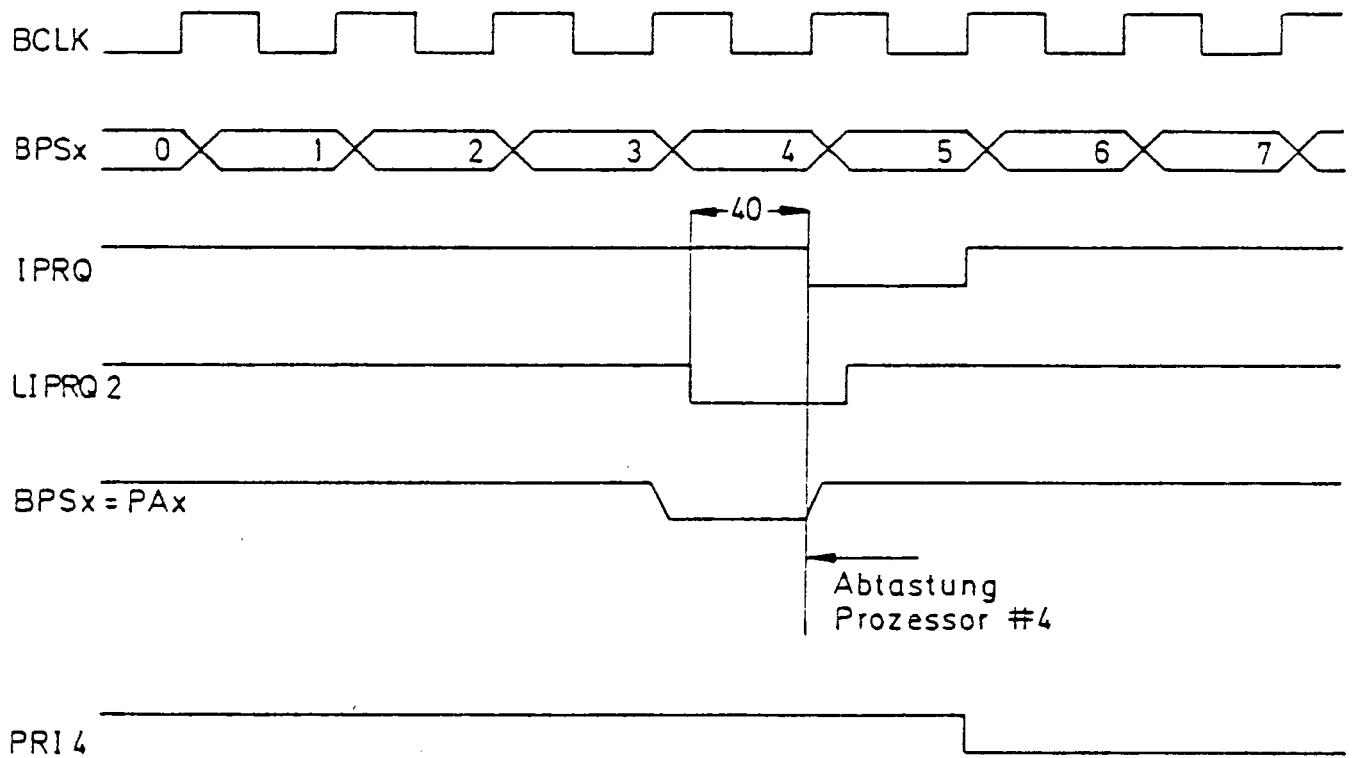 BCLK
BPSx 0 1 2 3 4 5 6 7
40
IPRQ
LIPRQ 2
BPSx = PAx
Abtastung
Prozessor #4
PRI 4